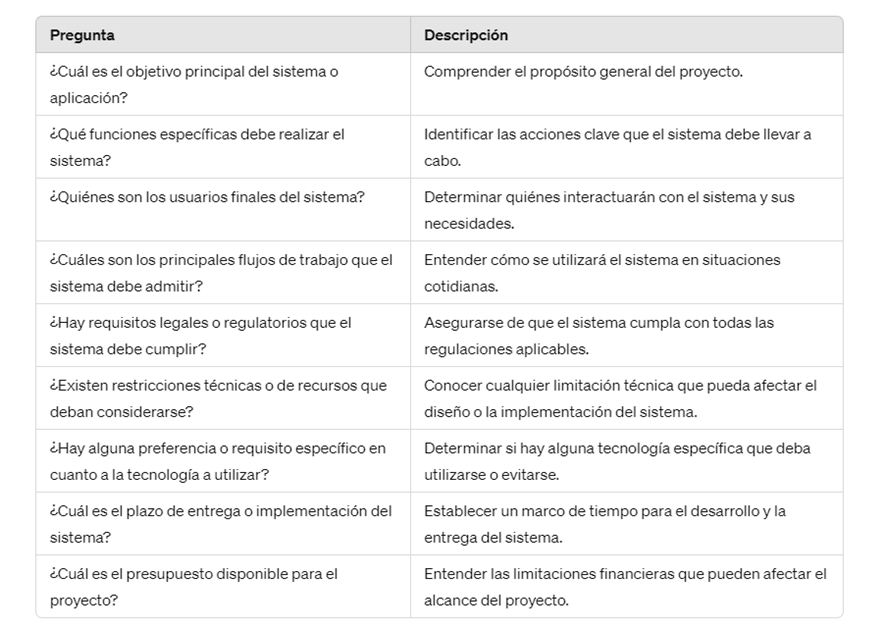 Pregunta
Descripción
¿Cuál es el objetivo principal del sistema o
aplicación?
Comprender el propósito general del proyecto.
¿Qué funciones específicas debe realizar el
sistema?
Identificar las acciones clave que el sistema debe llevar a
cabo.
¿Quiénes son los usuarios finales del sistema?
Determinar quiénes interactuarán con el sistema y sus
necesidades.
¿Cuáles son los principales flujos de trabajo que el
sistema debe admitir?
Entender cómo se utilizará el sistema en situaciones
cotidianas.
¿Hay requisitos legales o regulatorios que el
sistema debe cumplir?
Asegurarse de que el sistema cumpla con todas las
regulaciones aplicables.
¿Existen restricciones técnicas o de recursos que
deban considerarse?
Conocer cualquier limitación técnica que pueda afectar el
diseño o la implementación del sistema.
¿Hay alguna preferencia o requisito específico en
cuanto a la tecnología a utilizar?
Determinar si hay alguna tecnología específica que deba
utilizarse o evitarse.
¿Cuál es el plazo de entrega o implementación del
sistema?
Establecer un marco de tiempo para el desarrollo y la
entrega del sistema.
¿Cuál es el presupuesto disponible para el
proyecto?
Entender las limitaciones financieras que pueden afectar el
alcance del proyecto.